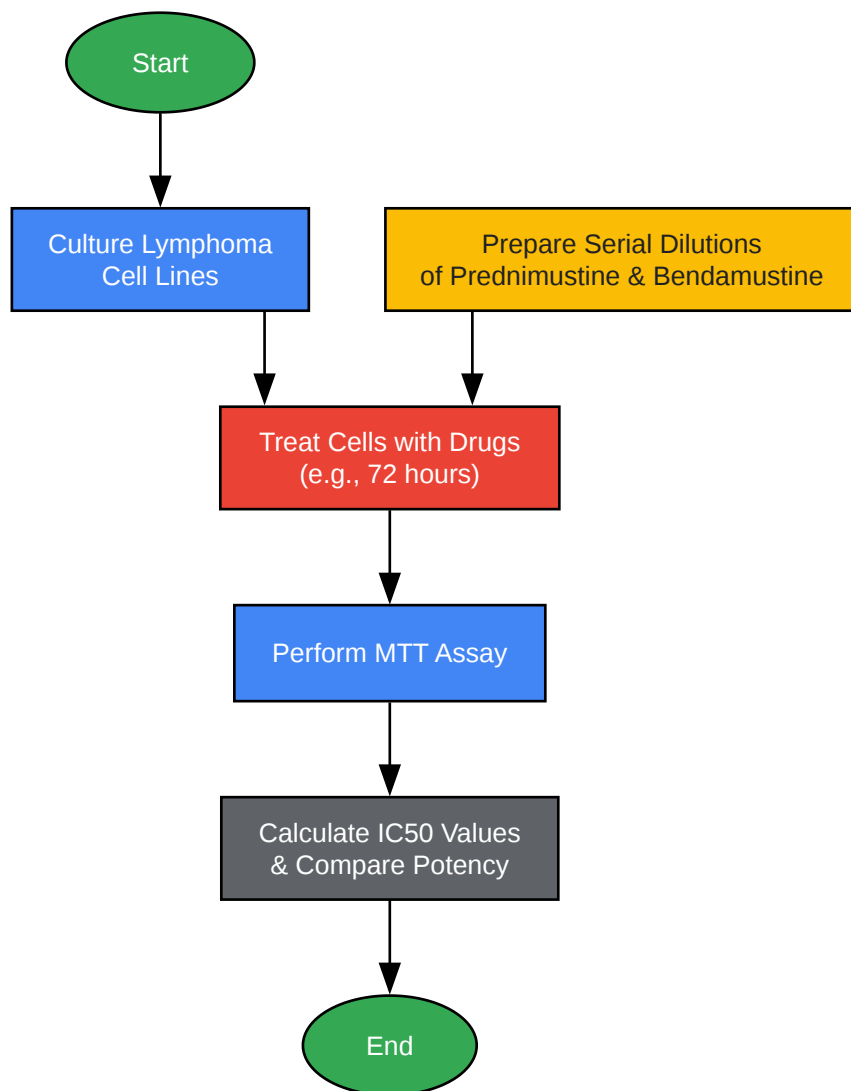 Start
Culture Lymphoma
Cell Lines
Prepare Serial Dilutions
of Prednimustine & Bendamustine
Treat Cells with Drugs
(e.g., 72 hours)
Perform MTT Assay
Calculate IC50 Values
& Compare Potency
End